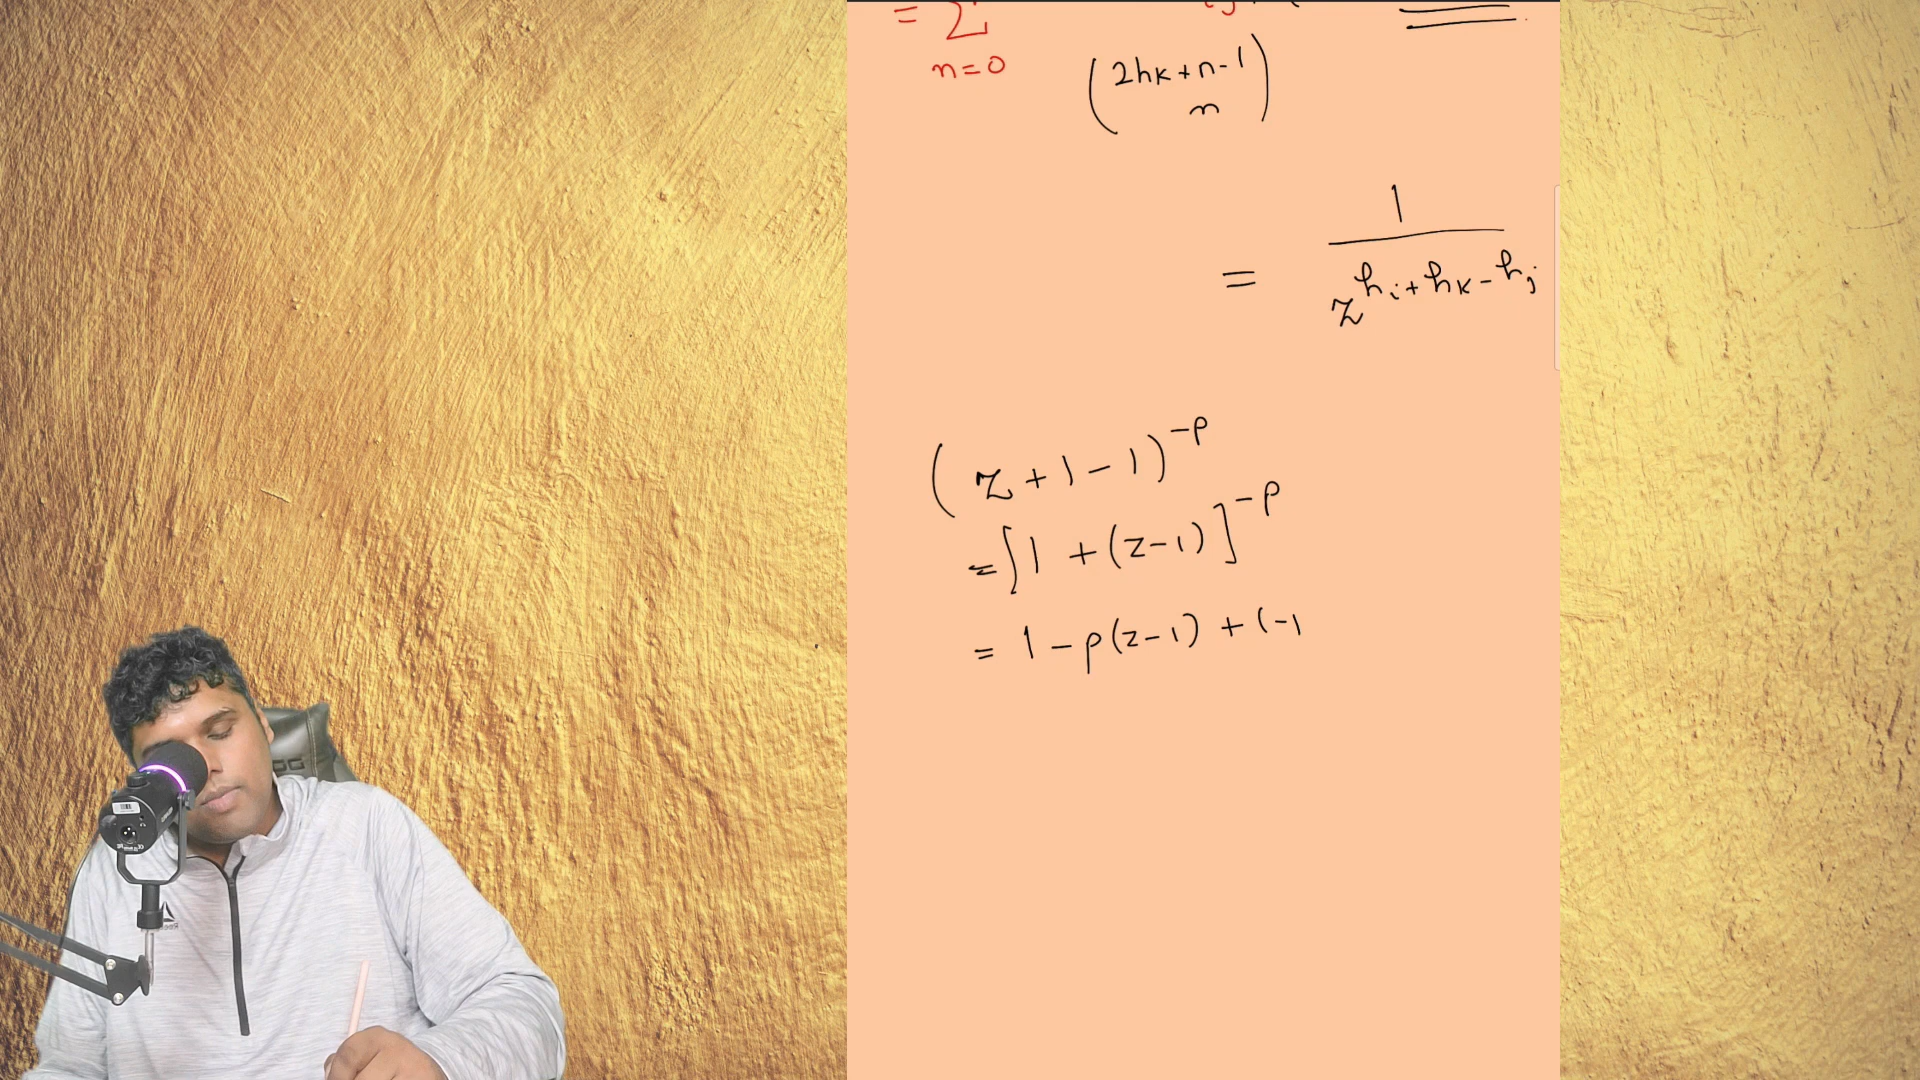 = Σ
n=0
(2hk+n-1
n)
1
= z^hi+hk-hj
(z+1-1)^-p
=[1+(z-1)]^-p
= 1-p(z-1)+(-1